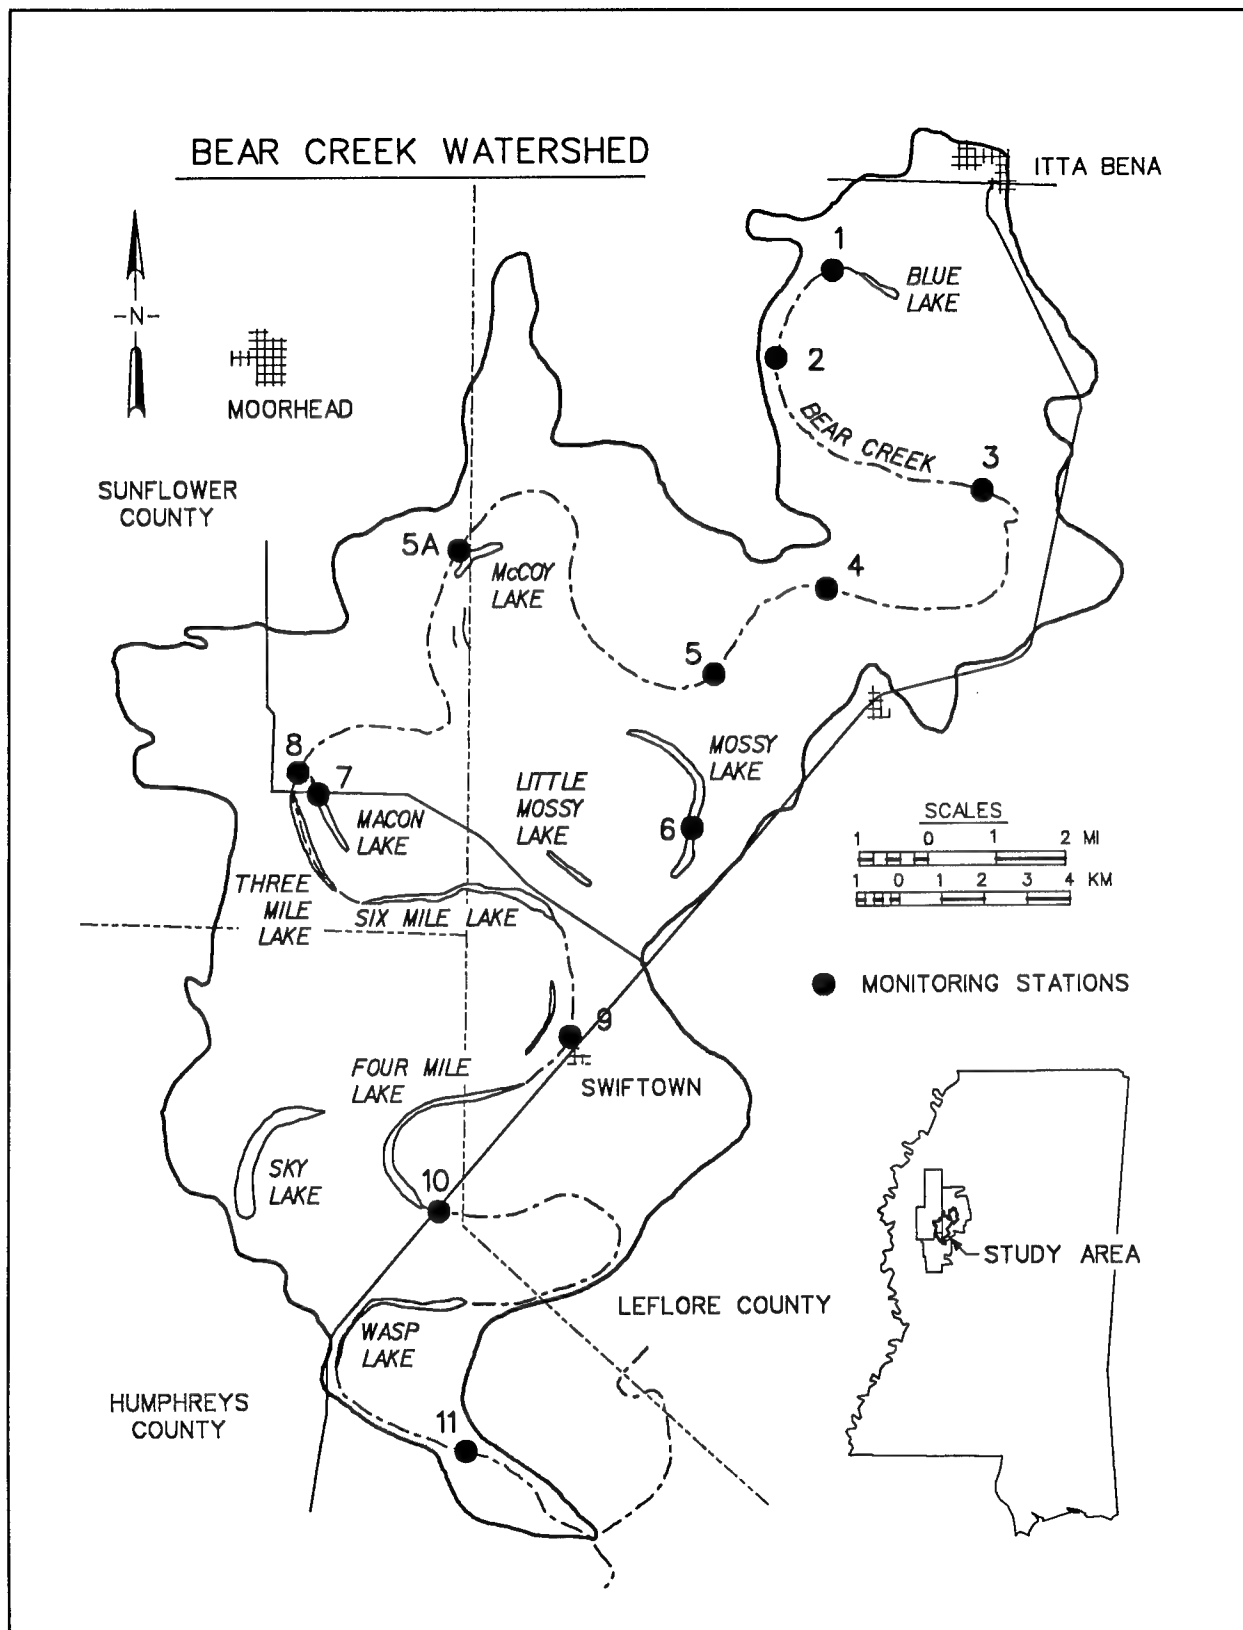 BEAR CREEK WATERSHED
ITTA BENA
1
BLUE
LAKE
-N-
2
MOORHEAD
BEAR CREEK
3
SUNFLOWER
COUNTY
5A
McCOY
LAKE
4
5
8
7
MOSSY
LAKE
LITTLE
MOSSY
LAKE
6
MACON
LAKE
SCALES
1 0 1 2 MI
1 0 1 2 3 4 KM
THREE
MILE
LAKE
SIX MILE LAKE
MONITORING STATIONS
9
FOUR MILE
LAKE
SWIFTOWN
SKY
LAKE
10
STUDY AREA
LEFLORE COUNTY
WASP
LAKE
HUMPHREYS
COUNTY
11